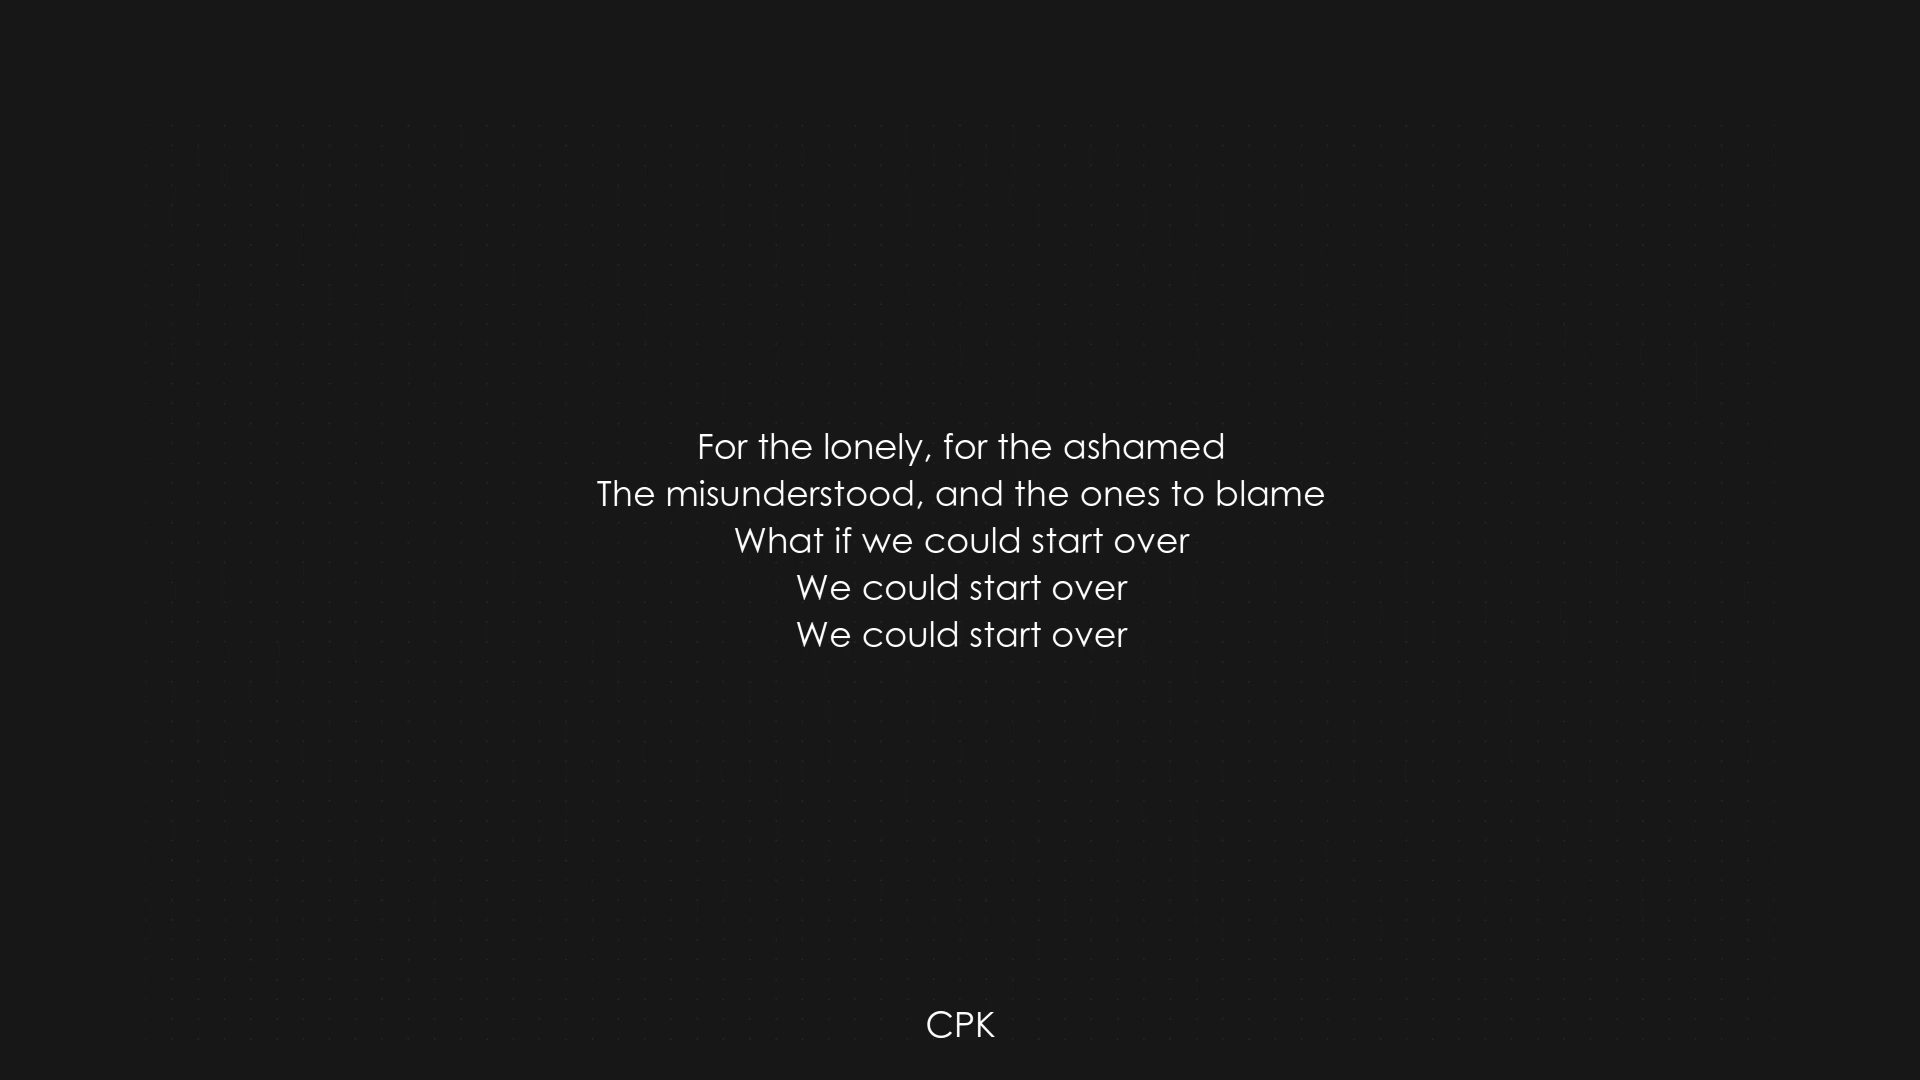 For the lonely, for the ashamed
The misunderstood, and the ones to blame
What if we could start over
We could start over
We could start over
CPK